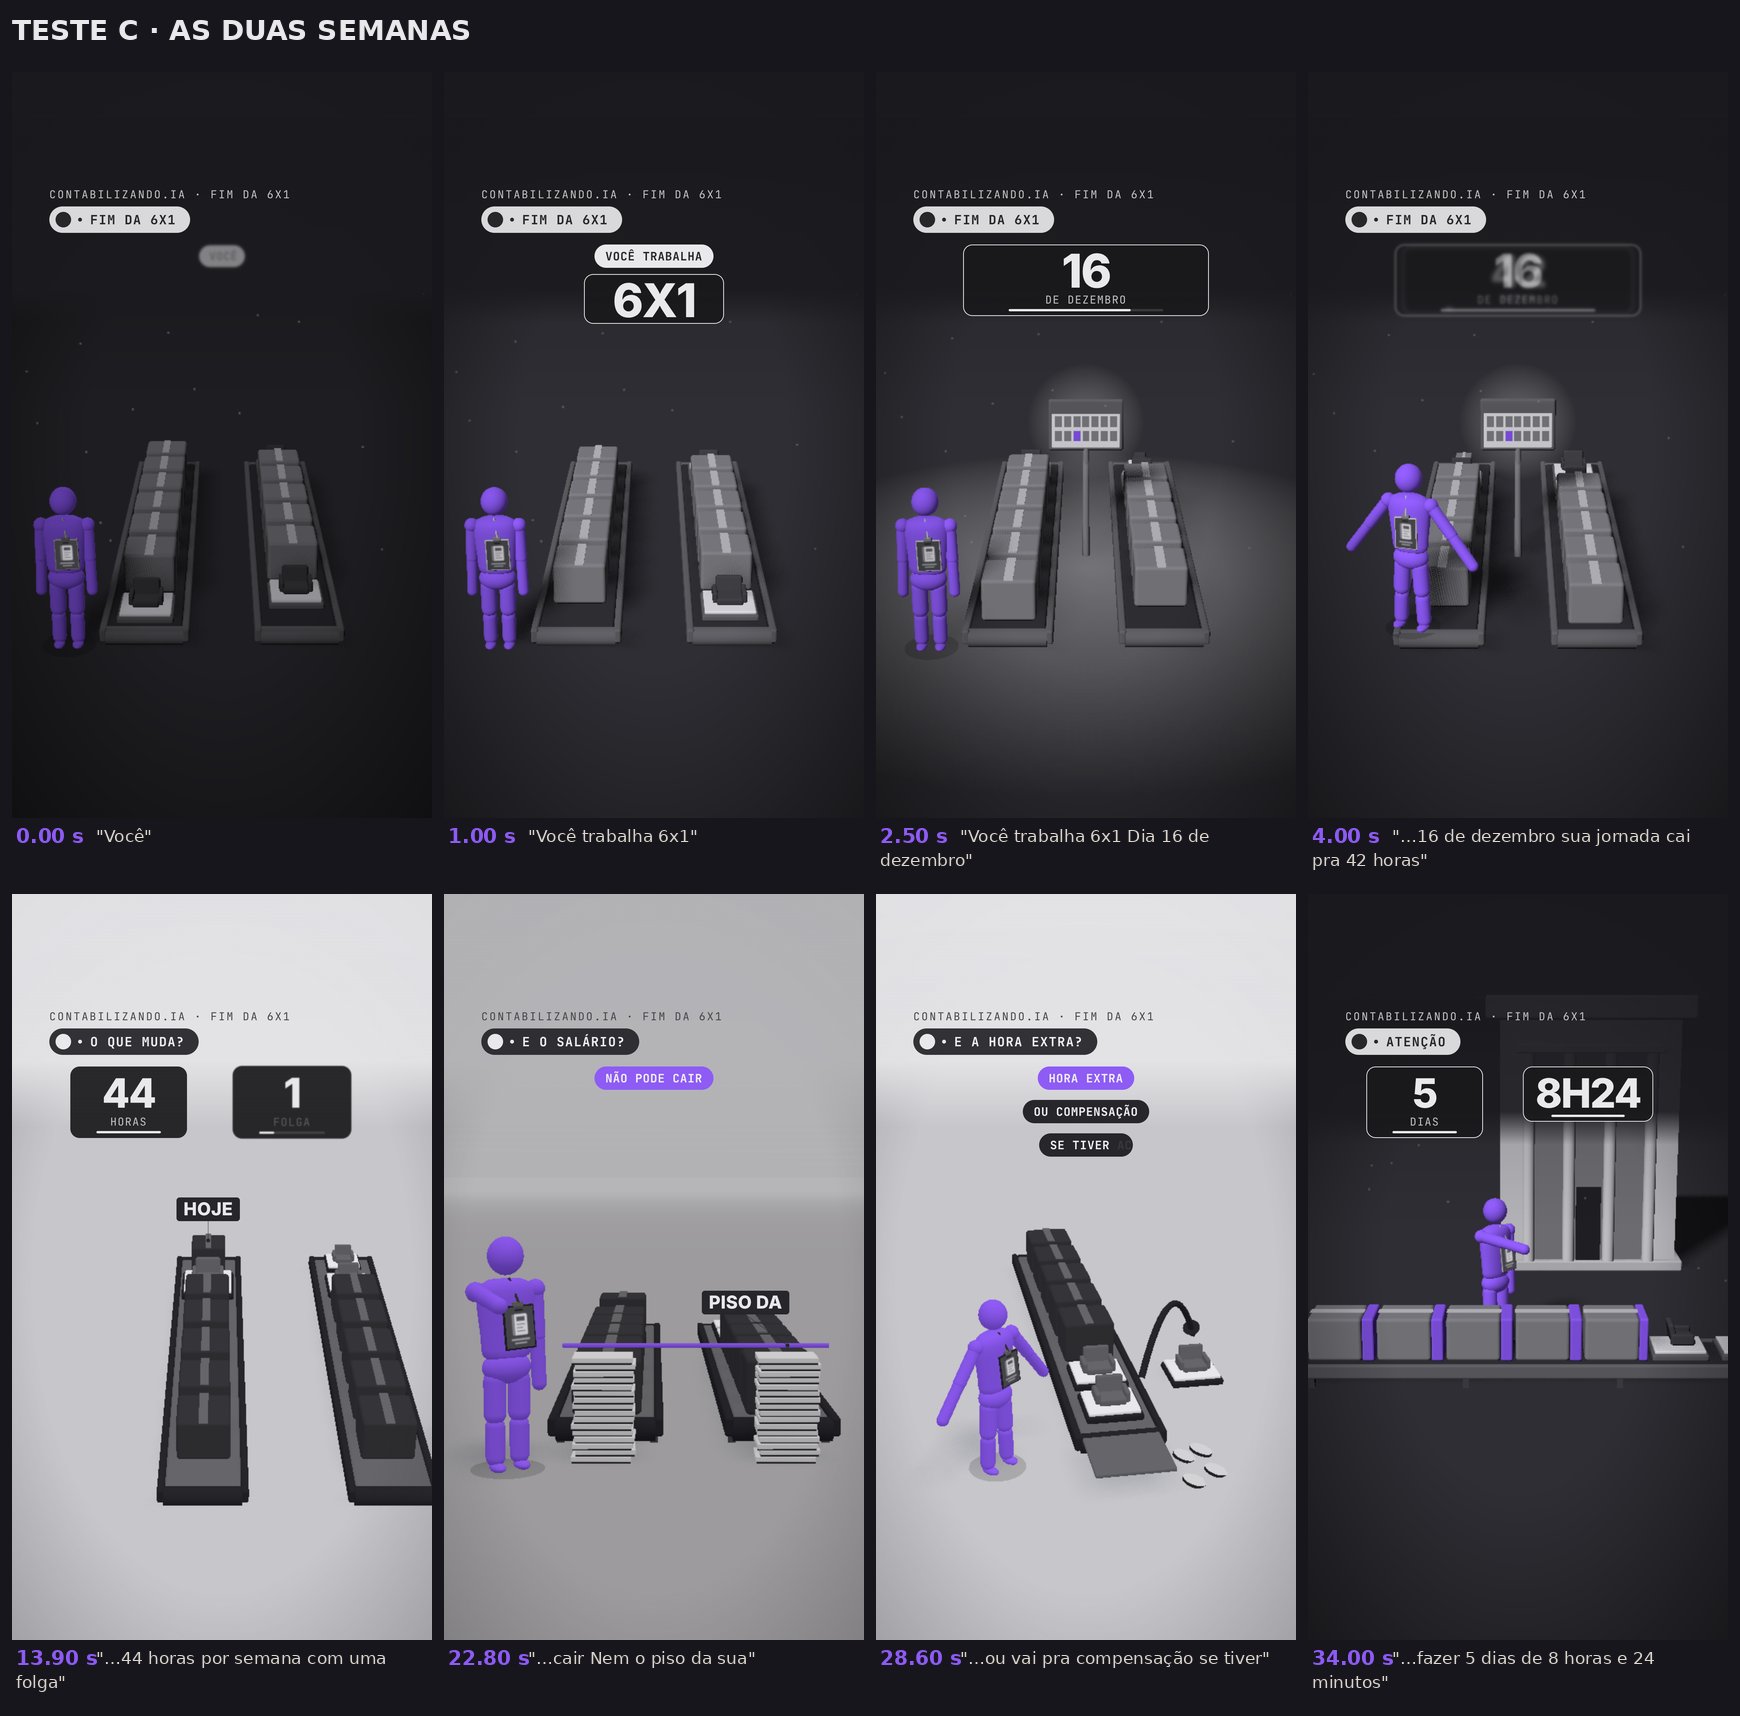 TESTE C · AS DUAS SEMANAS
CONTABILIZANDO.IA · FIM DA 6X1
• FIM DA 6X1
VOCÊ
0.00 s "Você"
CONTABILIZANDO.IA · FIM DA 6X1
• FIM DA 6X1
VOCÊ TRABALHA
6X1
1.00 s "Você trabalha 6x1"
CONTABILIZANDO.IA · FIM DA 6X1
• FIM DA 6X1
16
DE DEZEMBRO
2.50 s "Você trabalha 6x1 Dia 16 de
dezembro"
CONTABILIZANDO.IA · FIM DA 6X1
• FIM DA 6X1
16
DE DEZEMBRO
4.00 s "...16 de dezembro sua jornada cai
pra 42 horas"
CONTABILIZANDO.IA · FIM DA 6X1
• O QUE MUDA?
44
HORAS
1
FOLGA
HOJE
13.90 s "...44 horas por semana com uma
folga"
CONTABILIZANDO.IA · FIM DA 6X1
• E O SALÁRIO?
NÃO PODE CAIR
PISO DA
22.80 s "...cair Nem o piso da sua"
CONTABILIZANDO.IA · FIM DA 6X1
• E A HORA EXTRA?
HORA EXTRA
OU COMPENSAÇÃO
SE TIVER
28.60 s "...ou vai pra compensação se tiver"
CONTABILIZANDO.IA · FIM DA 6X1
• ATENÇÃO
5
DIAS
8H24
34.00 s "...fazer 5 dias de 8 horas e 24
minutos"